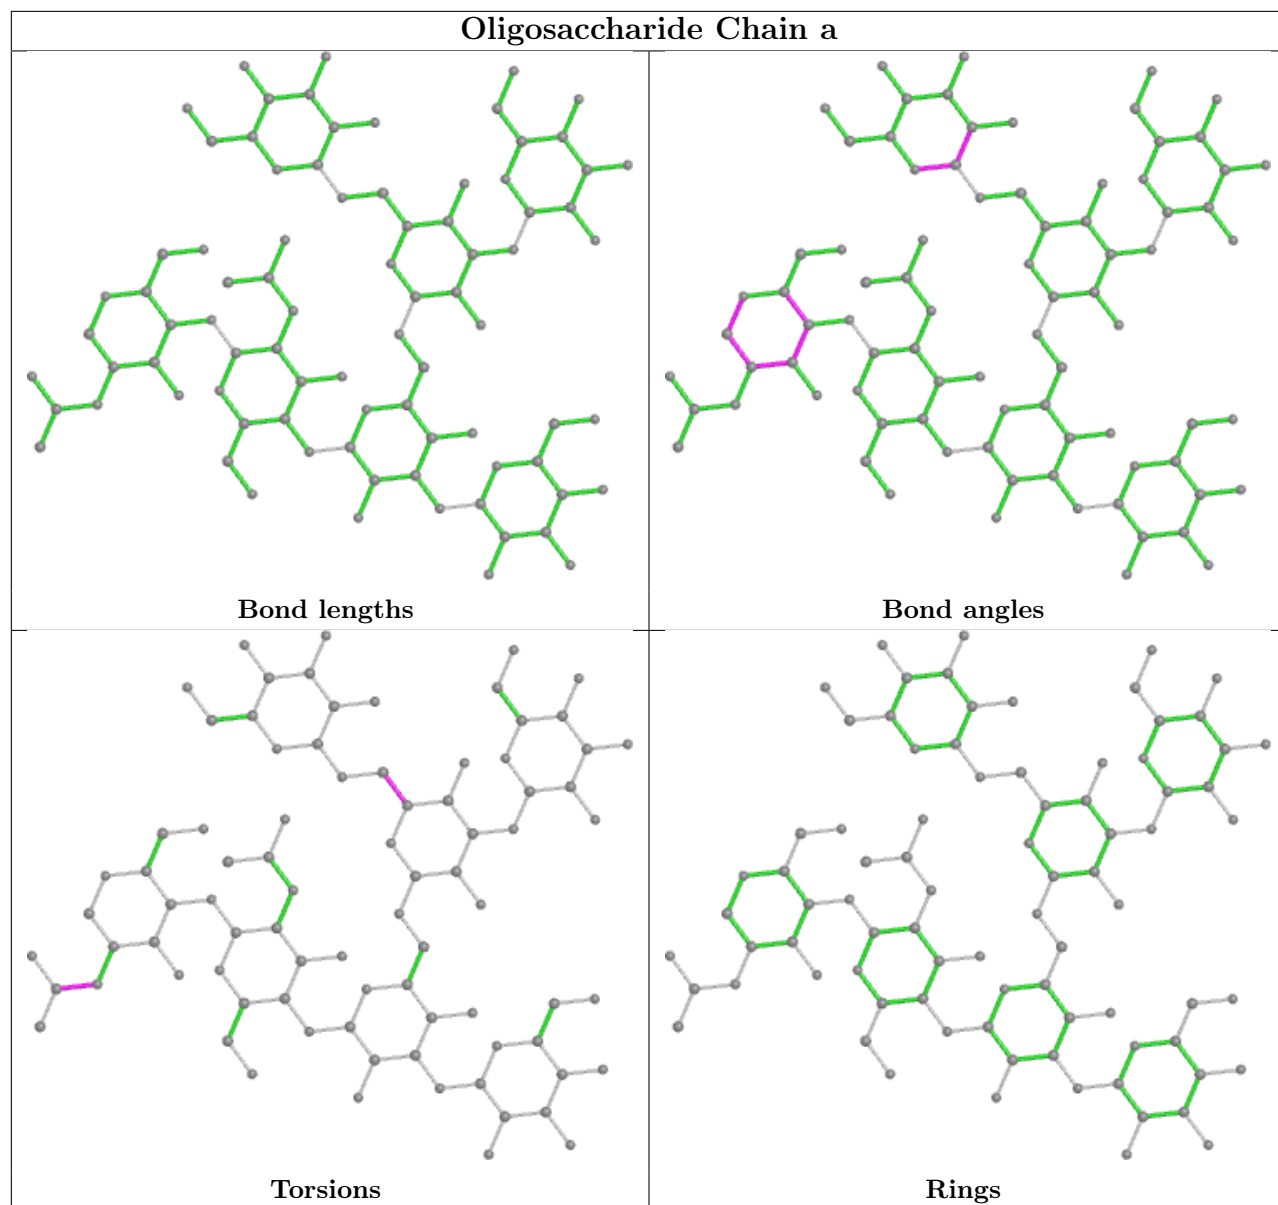 Oligosaccharide Chain a
Bond lengths
Bond angles
Torsions
Rings